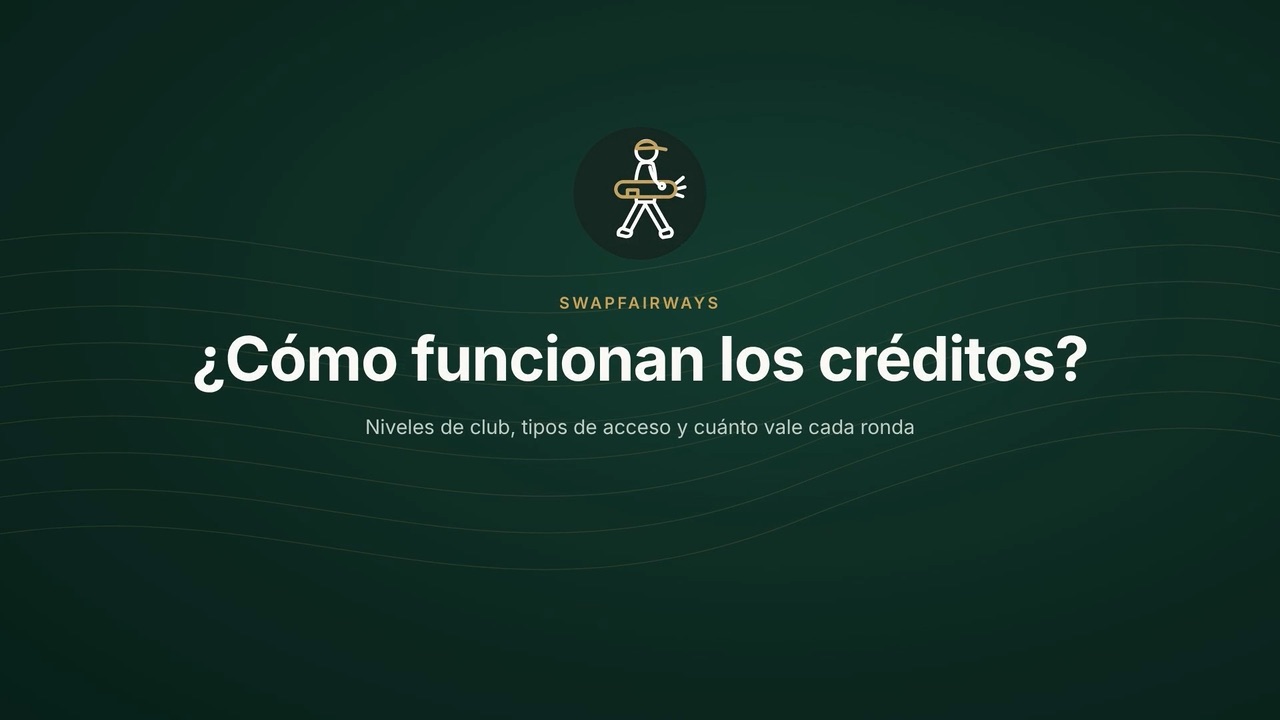 SWAPFAIRWAYS
¿Cómo funcionan los créditos?
Niveles de club, tipos de acceso y cuánto vale cada ronda